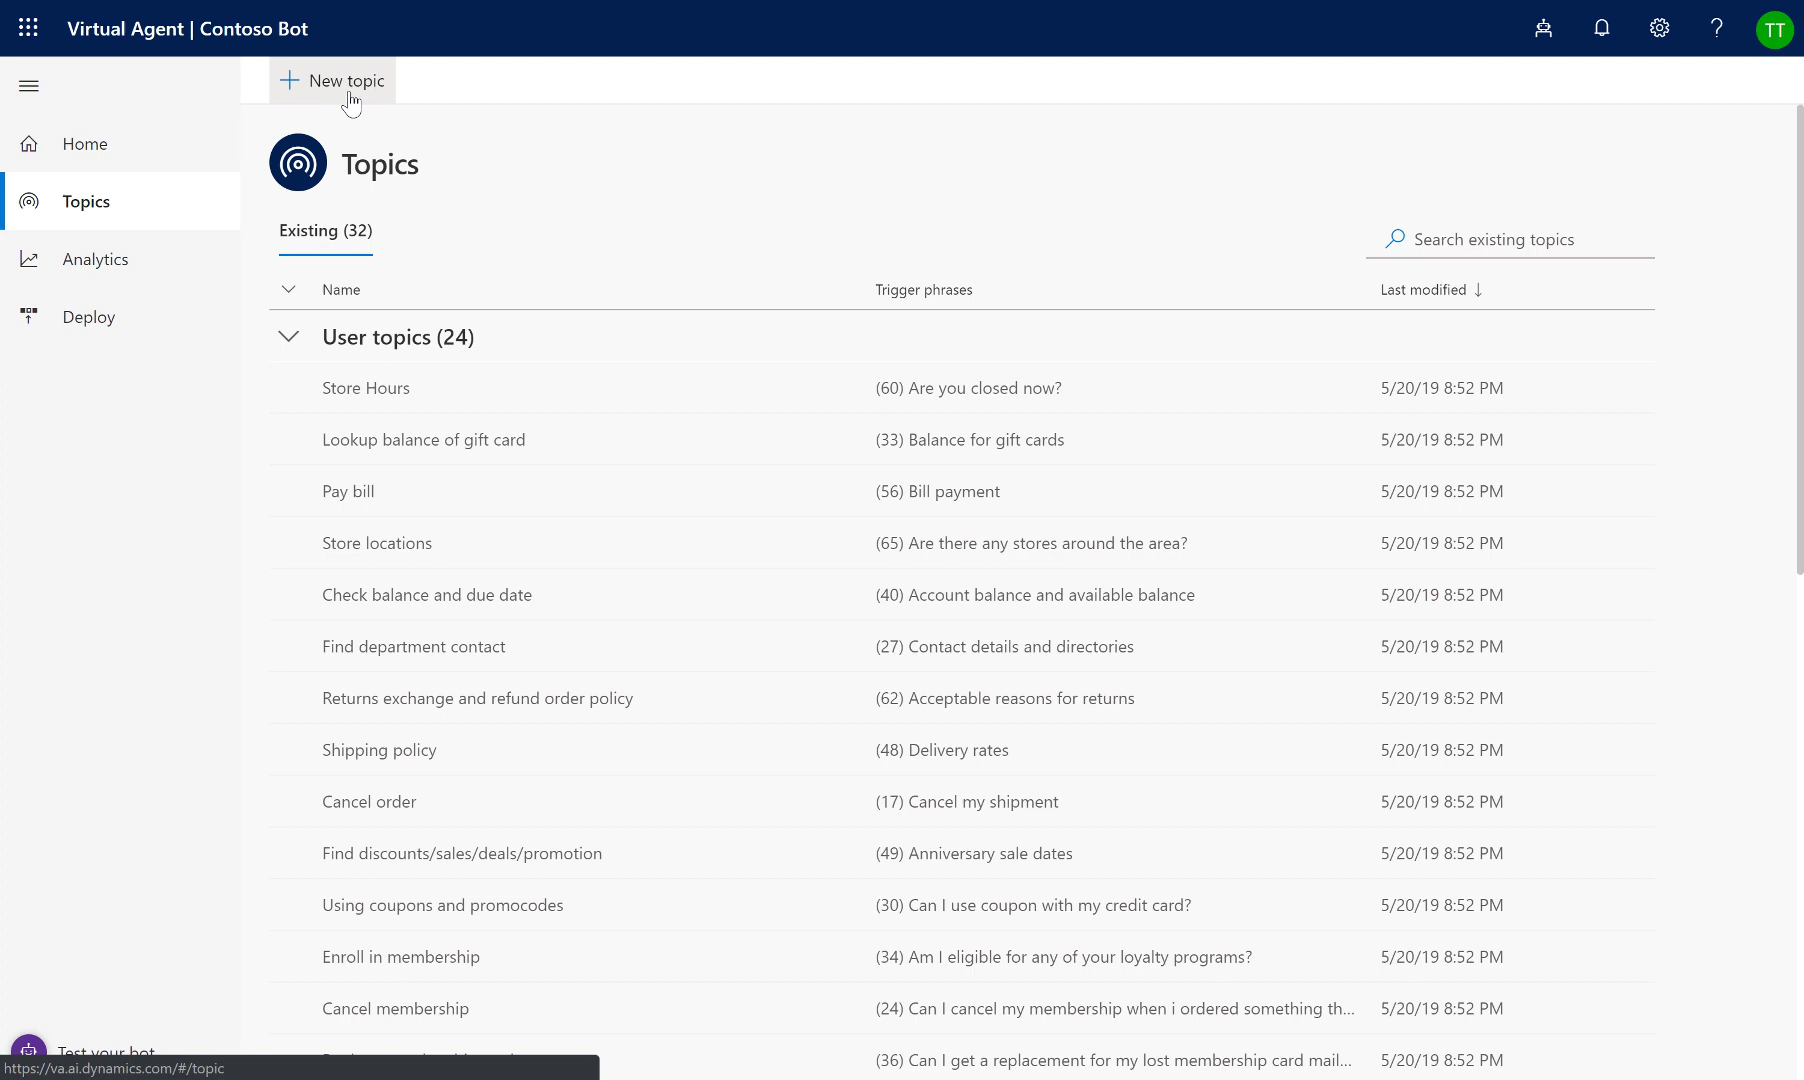 Virtual Agent | Contoso Bot
TT
New topic
Home
Topics
Analytics
Deploy
Topics
Existing (32)
Search existing topics
Name Trigger phrases Last modified ↓
User topics (24)
Store Hours (60) Are you closed now? 5/20/19 8:52 PM
Lookup balance of gift card (33) Balance for gift cards 5/20/19 8:52 PM
Pay bill (56) Bill payment 5/20/19 8:52 PM
Store locations (65) Are there any stores around the area? 5/20/19 8:52 PM
Check balance and due date (40) Account balance and available balance 5/20/19 8:52 PM
Find department contact (27) Contact details and directories 5/20/19 8:52 PM
Returns exchange and refund order policy (62) Acceptable reasons for returns 5/20/19 8:52 PM
Shipping policy (48) Delivery rates 5/20/19 8:52 PM
Cancel order (17) Cancel my shipment 5/20/19 8:52 PM
Find discounts/sales/deals/promotion (49) Anniversary sale dates 5/20/19 8:52 PM
Using coupons and promocodes (30) Can I use coupon with my credit card? 5/20/19 8:52 PM
Enroll in membership (34) Am I eligible for any of your loyalty programs? 5/20/19 8:52 PM
Cancel membership (24) Can I cancel my membership when i ordered something th... 5/20/19 8:52 PM
(36) Can I get a replacement for my lost membership card mail... 5/20/19 8:52 PM
Test your bot
https://va.ai.dynamics.com/#/topic